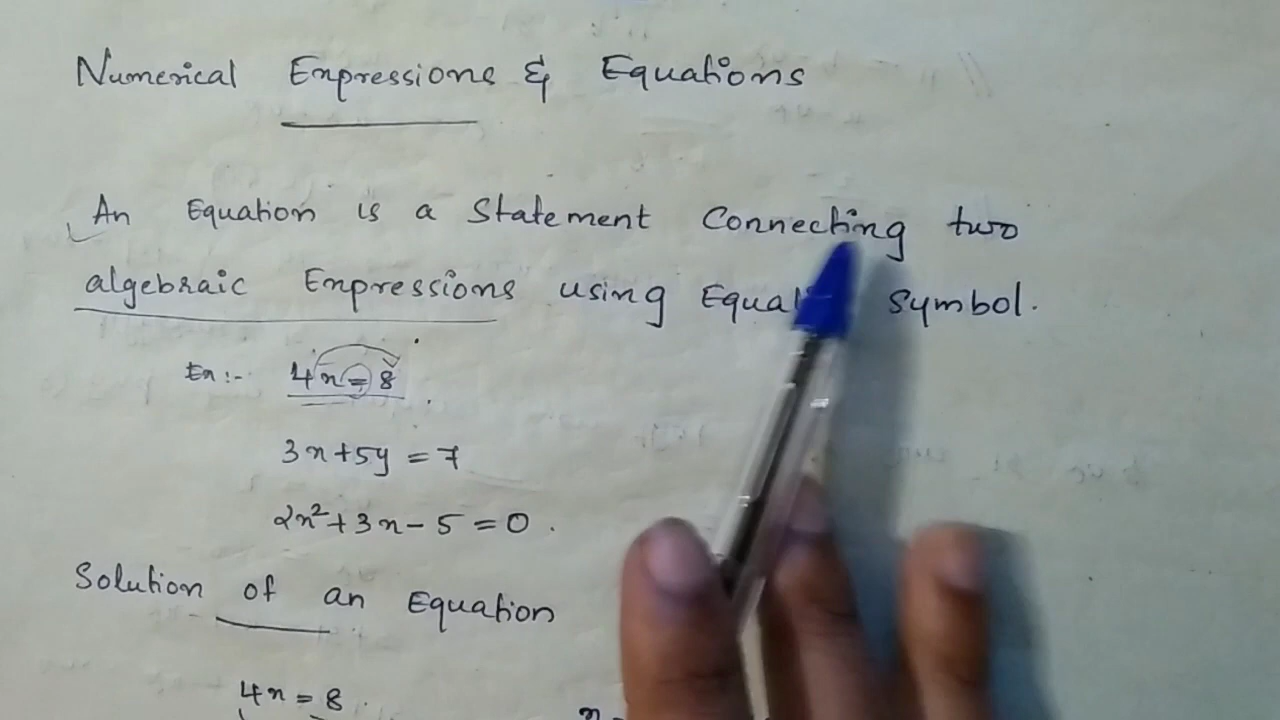 Numerical Expressions & Equations
An Equation is a Statement Connecting two
algebraic Expressions using Equal symbol.
Ex:- 4x = 8
3x + 5y = 7
2x² + 3x - 5 = 0.
Solution of an Equation
4x = 8